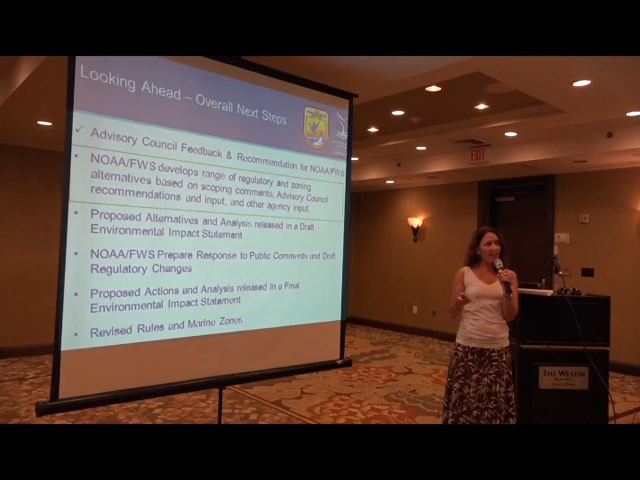 Looking Ahead – Overall Next Steps
✓ Advisory Council Feedback & Recommendation for NOAA/FWS
• NOAA/FWS develops range of regulatory and zoning
alternatives based on scoping comments, Advisory Council
recommendations and input, and other agency input.
• Proposed Alternatives and Analysis released in a Draft
Environmental Impact Statement
• NOAA/FWS Prepare Response to Public Comments and Draft
Regulatory Changes
• Proposed Actions and Analysis released in a Final
Environmental Impact Statement
• Revised Rules and Marine Zones
EXIT
THE WESTIN